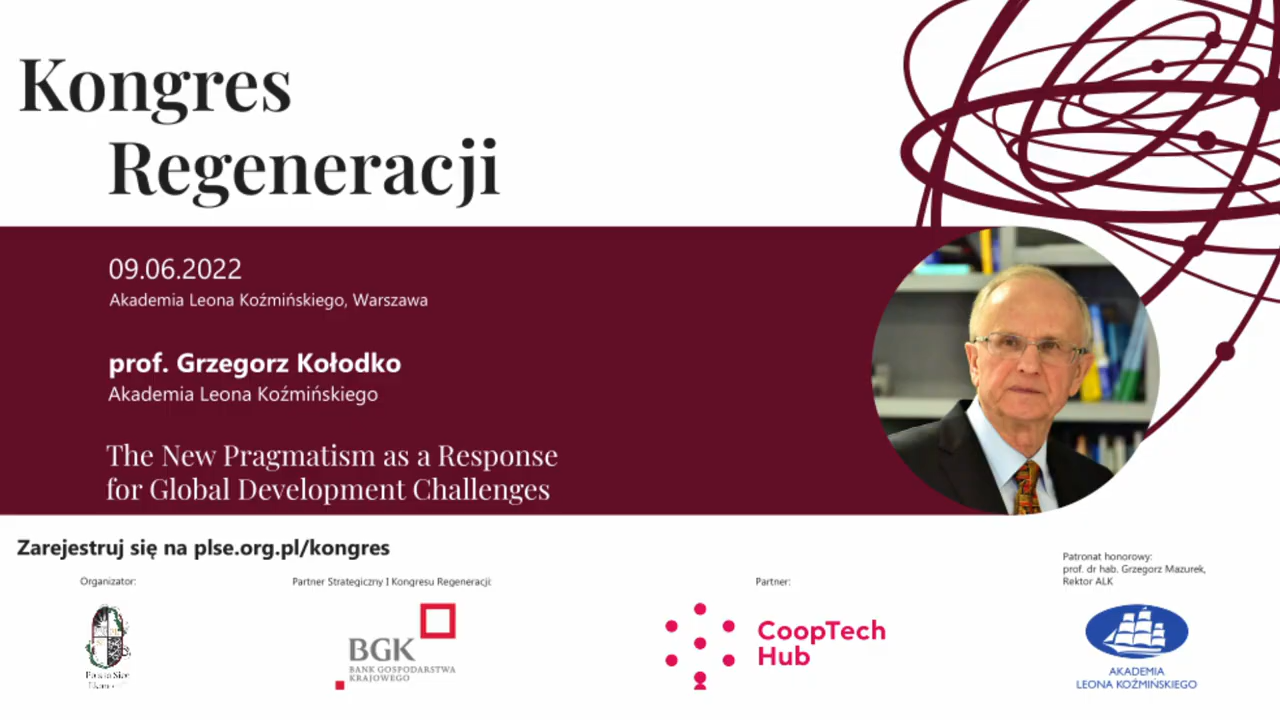 Kongres
Regeneracji
09.06.2022
Akademia Leona Koźmińskiego, Warszawa
prof. Grzegorz Kołodko
Akademia Leona Koźmińskiego
The New Pragmatism as a Response
for Global Development Challenges
Zarejestruj się na plse.org.pl/kongres
Organizator:
Partner Strategiczny I Kongresu Regeneracji:
BGK
BANK GOSPODARSTWA
KRAJOWEGO
Partner:
CoopTech
Hub
Patronat honorowy:
prof. dr hab. Grzegorz Mazurek,
Rektor ALK
AKADEMIA
LEONA KOŹMIŃSKIEGO